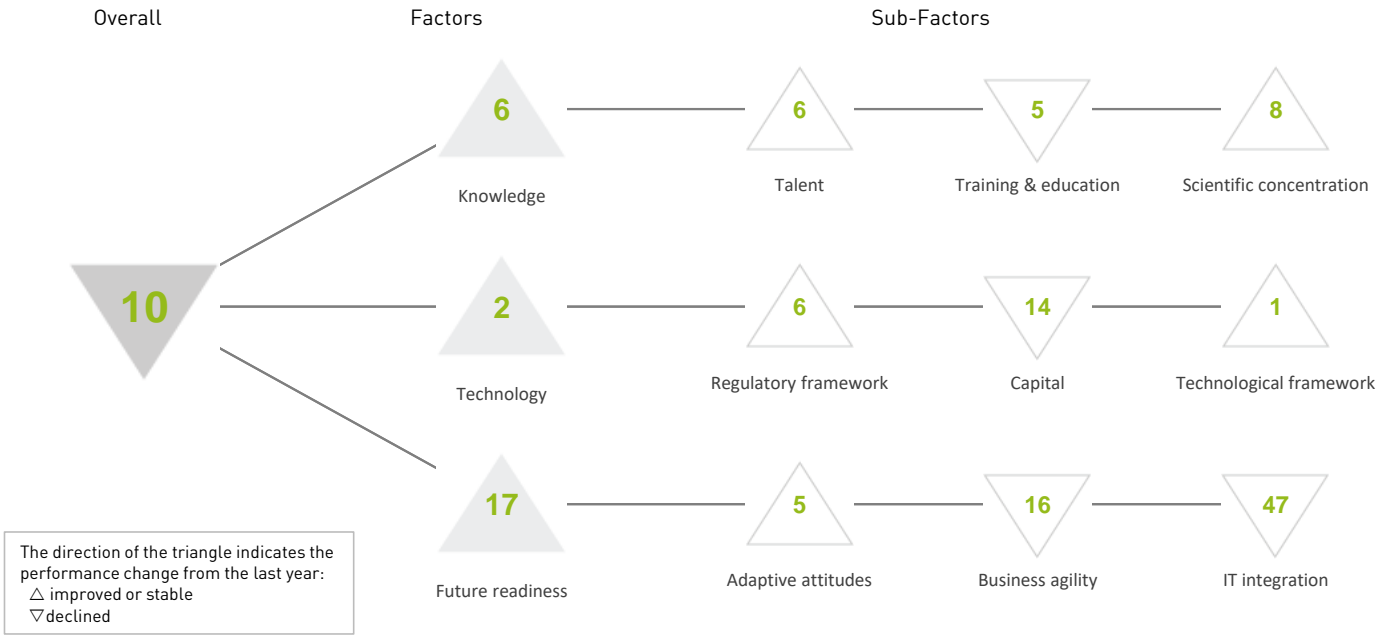 Overall
Factors
Sub-Factors
6
6
5
8
Knowledge
Talent
Training & education
Scientific concentration
10
2
6
14
1
Technology
Regulatory framework
Capital
Technological framework
17
5
16
47
Future readiness
Adaptive attitudes
Business agility
IT integration
The direction of the triangle indicates the
performance change from the last year:
△ improved or stable
▽ declined